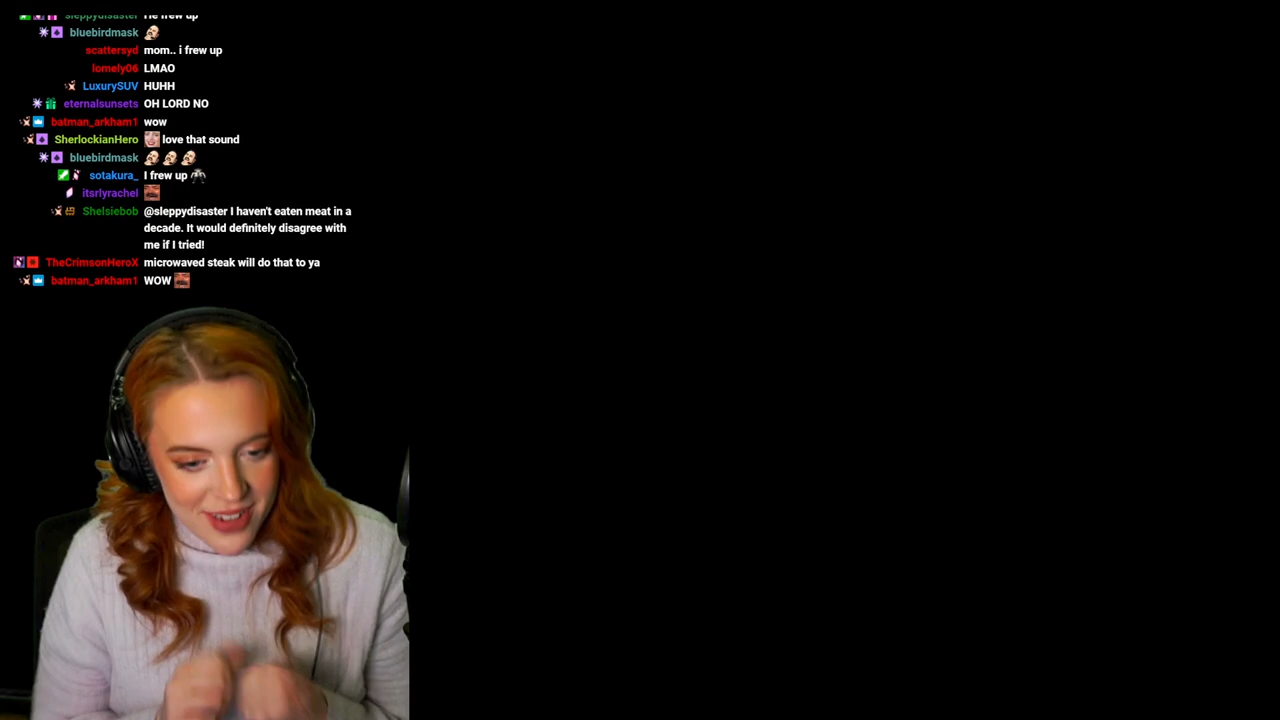 sleppydisaster He frew up
bluebirdmask
scattersyd mom.. i frew up
lomely06 LMAO
LuxurySUV HUHH
eternalsunsets OH LORD NO
batman_arkham1 wow
SherlockianHero love that sound
bluebirdmask
sotakura_ I frew up
itsrlyrachel
Shelsiebob @sleppydisaster I haven't eaten meat in a
decade. It would definitely disagree with
me if I tried!
TheCrimsonHeroX microwaved steak will do that to ya
batman_arkham1 WOW